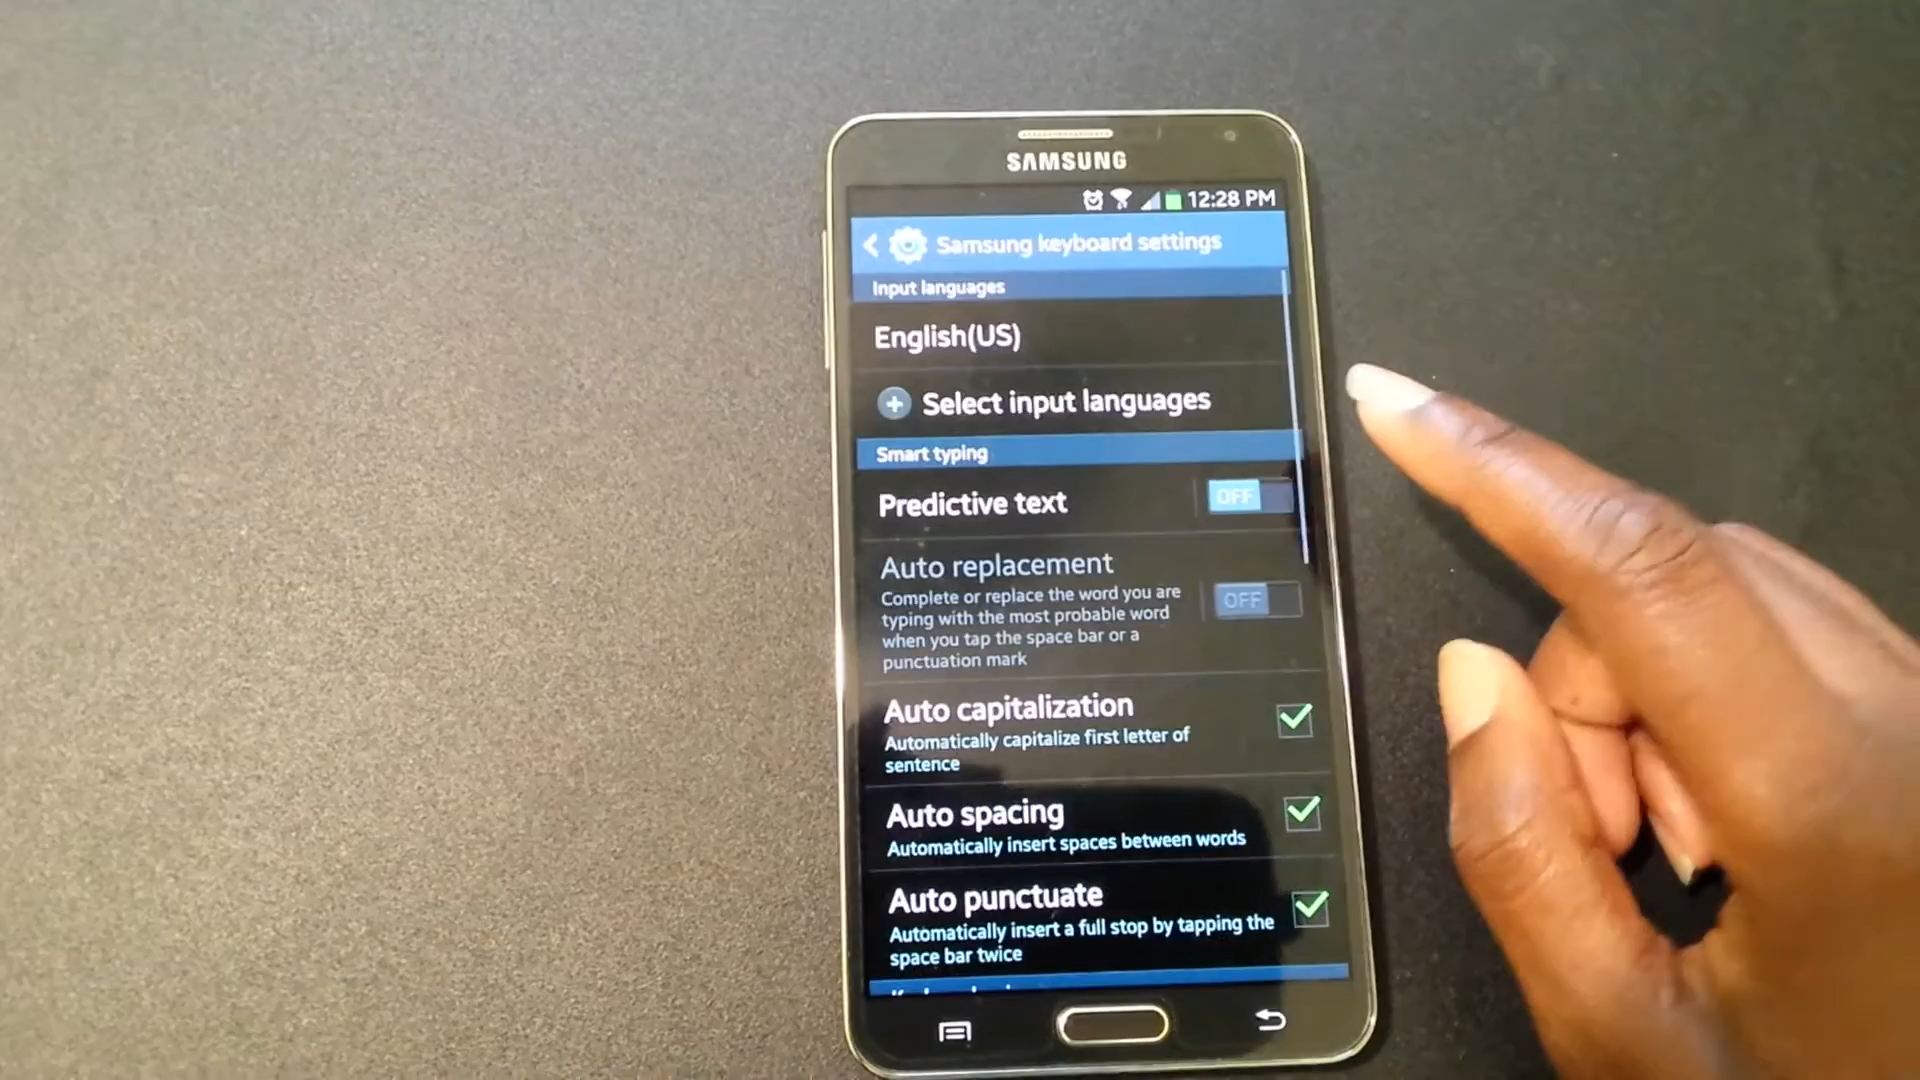 SAMSUNG
12:28 PM
Samsung keyboard settings
Input languages
English(US)
Select input languages
Smart typing
Predictive text
OFF
Auto replacement
Complete or replace the word you are
typing with the most probable word
when you tap the space bar or a
punctuation mark
OFF
Auto capitalization
Automatically capitalize first letter of
sentence
Auto spacing
Automatically insert spaces between words
Auto punctuate
Automatically insert a full stop by tapping the
space bar twice